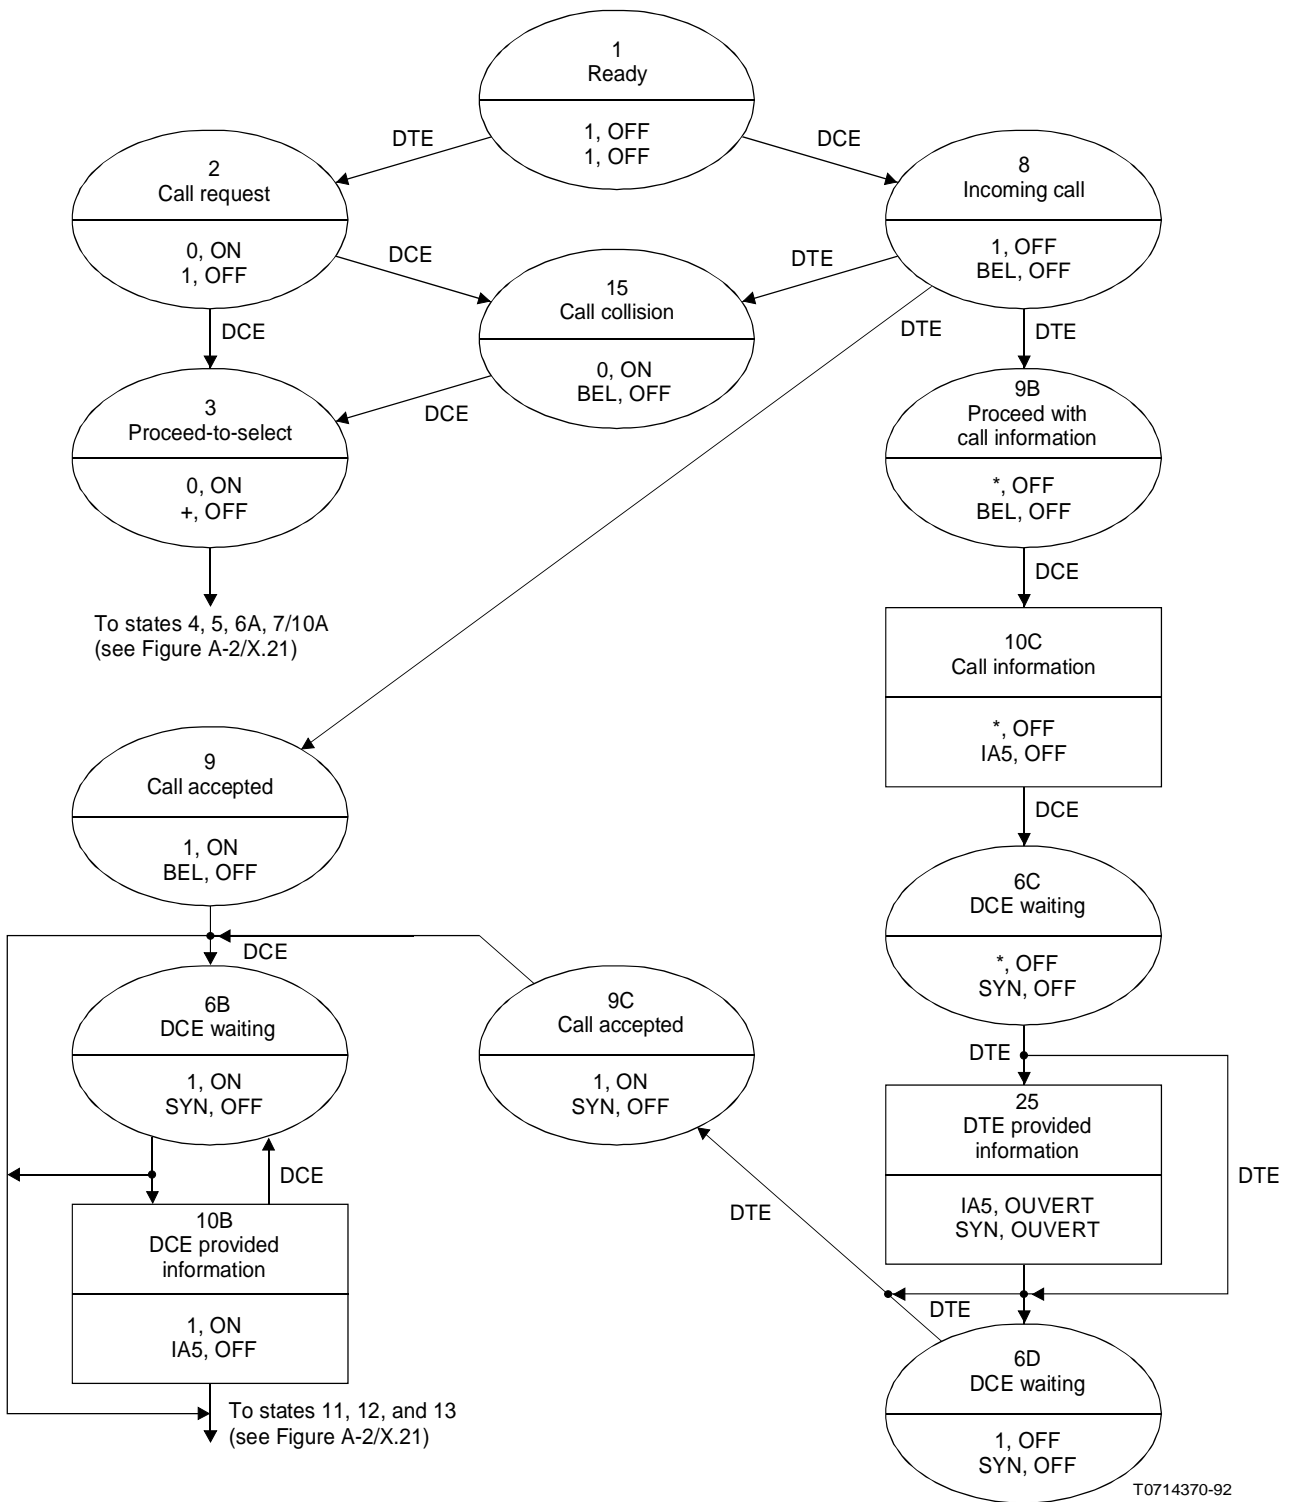 1
Ready
1, OFF
1, OFF
DTE
DCE
2
Call request
0, ON
1, OFF
8
Incoming call
1, OFF
BEL, OFF
DCE
DTE
15
Call collision
0, ON
BEL, OFF
DCE
DTE
DTE
3
Proceed-to-select
0, ON
+, OFF
DCE
9B
Proceed with
call information
*, OFF
BEL, OFF
DCE
To states 4, 5, 6A, 7/10A
(see Figure A-2/X.21)
10C
Call information
*, OFF
IA5, OFF
DCE
9
Call accepted
1, ON
BEL, OFF
DCE
6C
DCE waiting
*, OFF
SYN, OFF
6B
DCE waiting
1, ON
SYN, OFF
9C
Call accepted
1, ON
SYN, OFF
DTE
25
DTE provided
information
IA5, OUVERT
SYN, OUVERT
DTE
DCE
DTE
10B
DCE provided
information
1, ON
IA5, OFF
DTE
6D
DCE waiting
1, OFF
SYN, OFF
To states 11, 12, and 13
(see Figure A-2/X.21)
T0714370-92